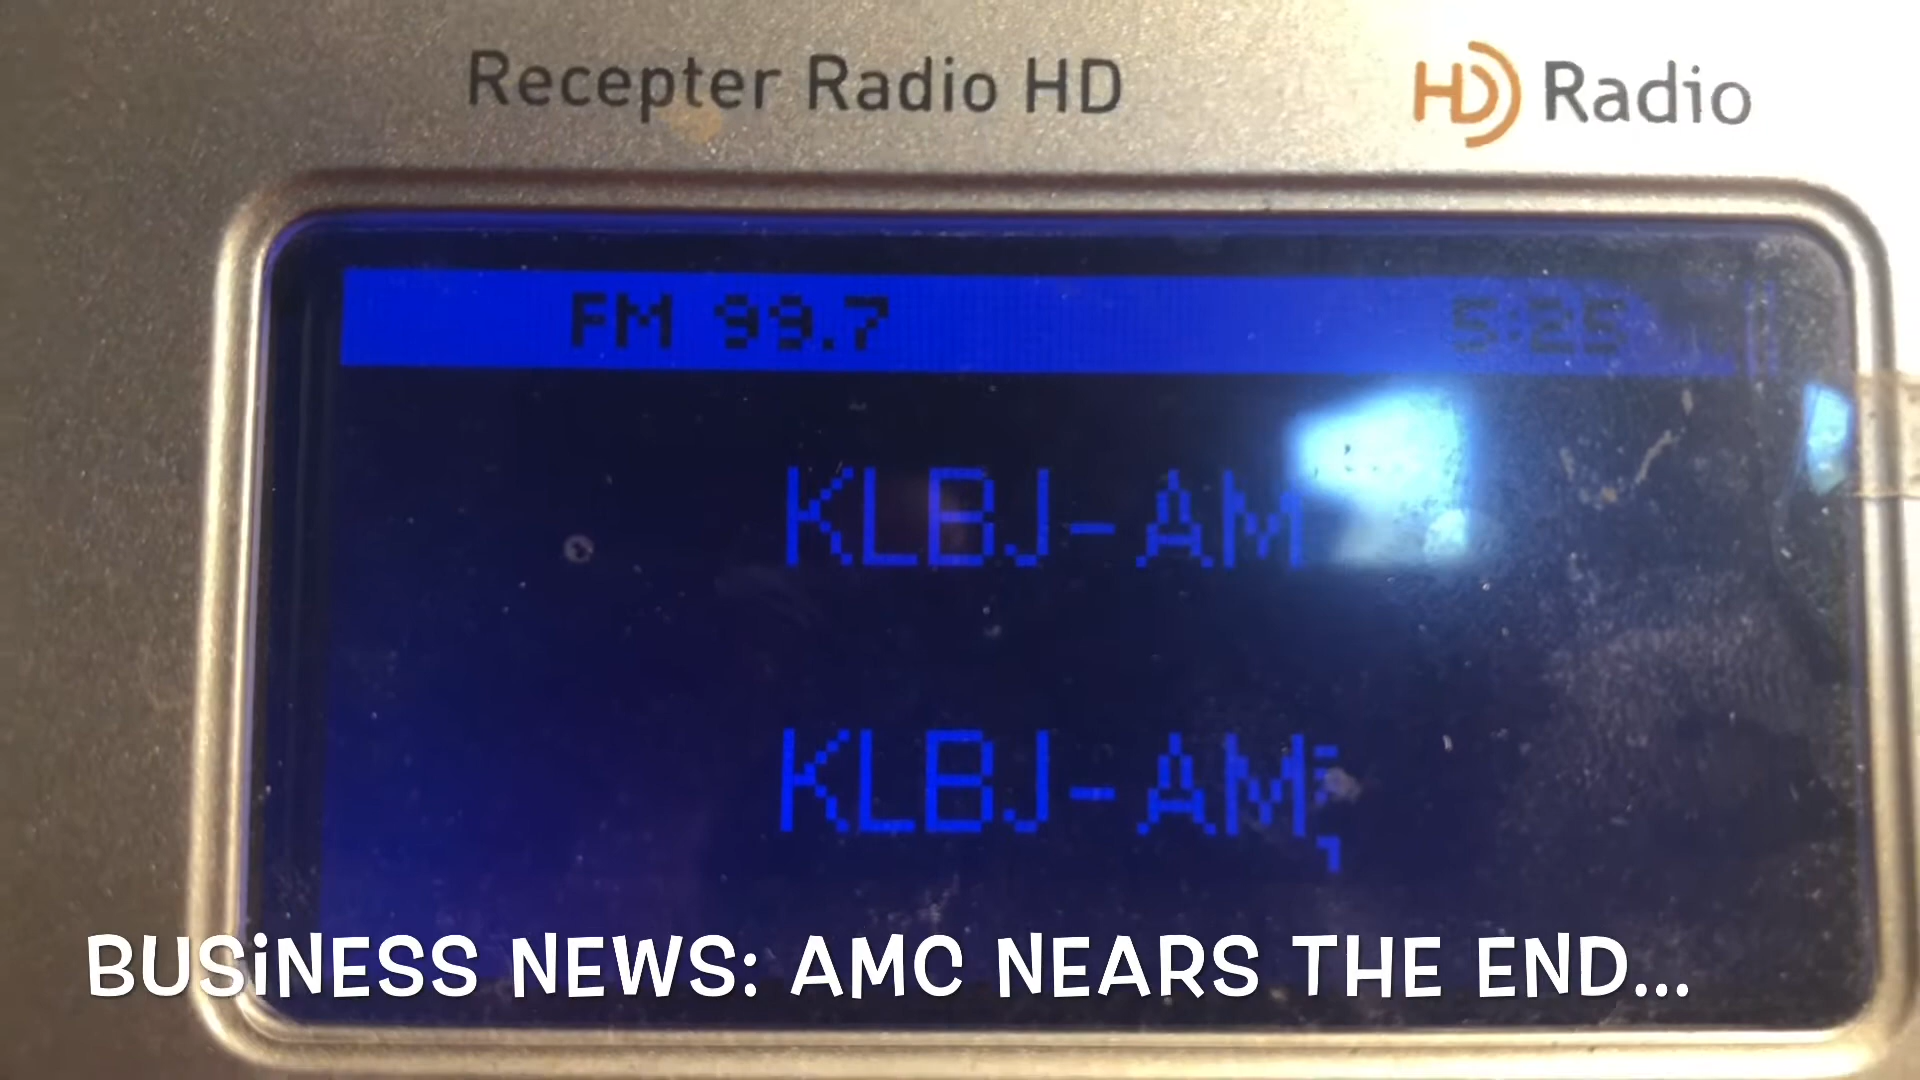 Recepter Radio HD
HD Radio
FM 99.7
5:25
KLBJ-AM
KLBJ-AM;
BUSiNESS NEWS: AMC NEARS THE END...